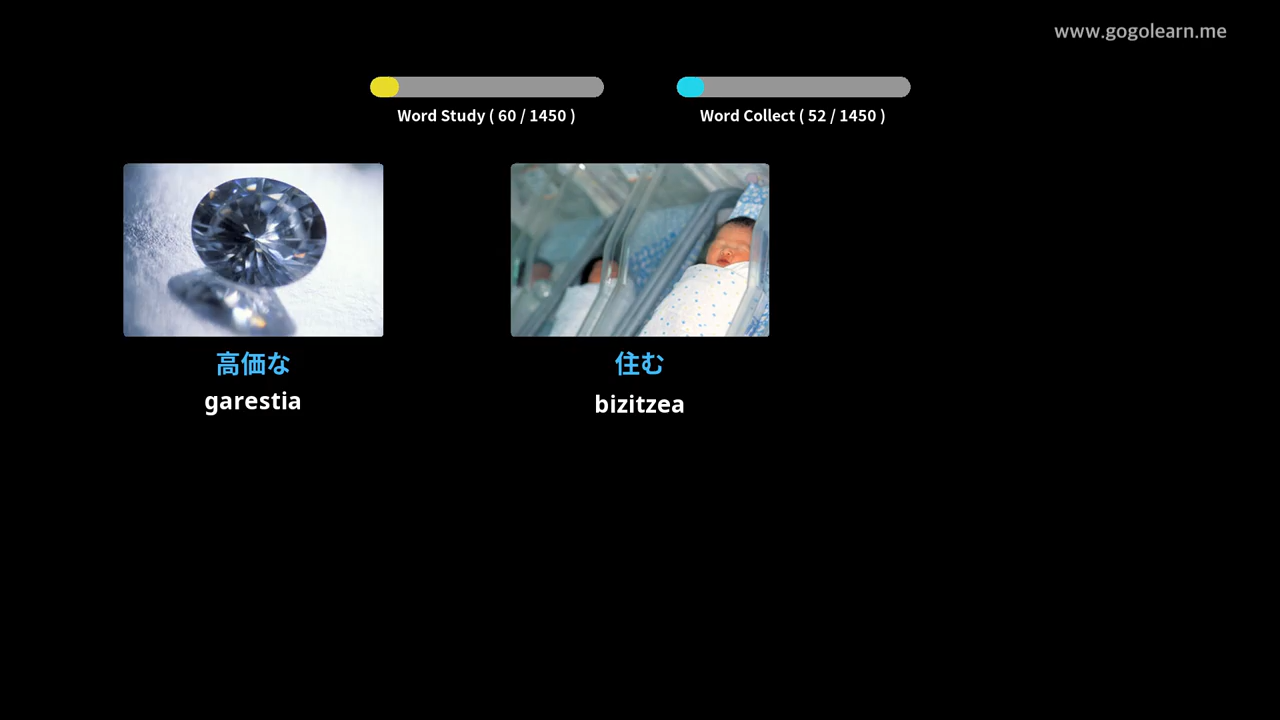 www.gogolearn.me
Word Study ( 60 / 1450 )
Word Collect ( 52 / 1450 )
高価な
garestia
住む
bizitzea